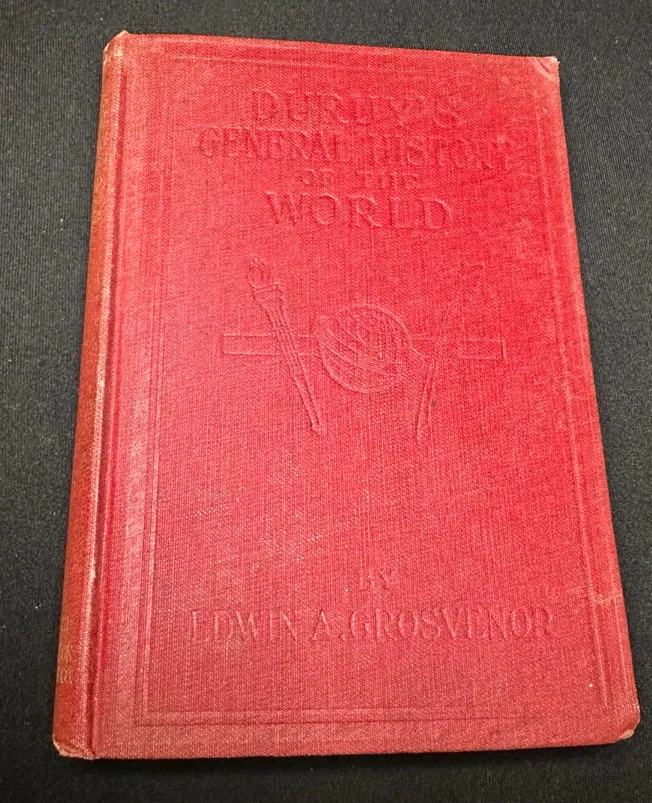 DURUY'S
GENERAL HISTORY
OF THE
WORLD
BY
EDWIN A. GROSVENOR